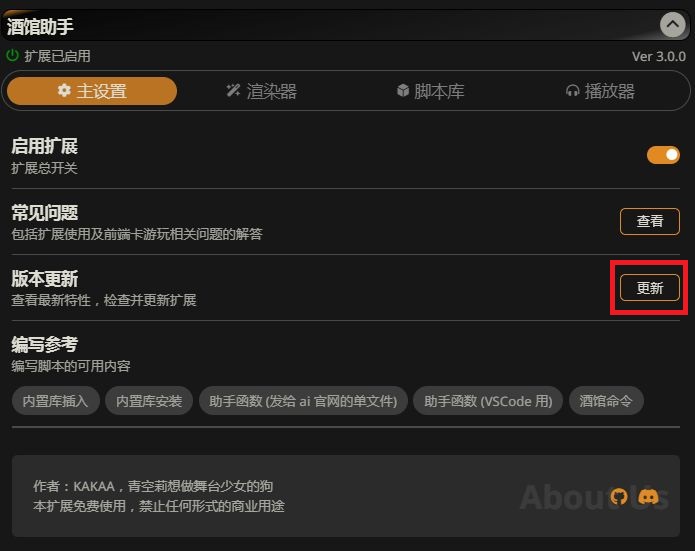 酒馆助手
扩展已启用 Ver 3.0.0
主设置 渲染器 脚本库 播放器
启用扩展
扩展总开关
常见问题
包括扩展使用及前端卡游玩相关问题的解答
查看
版本更新
查看最新特性，检查并更新扩展
更新
编写参考
编写脚本的可用内容
内置库插入 内置库安装 助手函数 (发给 ai 官网的单文件) 助手函数 (VSCode 用) 酒馆命令
作者：KAKAA，青空莉想做舞台少女的狗
本扩展免费使用，禁止任何形式的商业用途
About Us